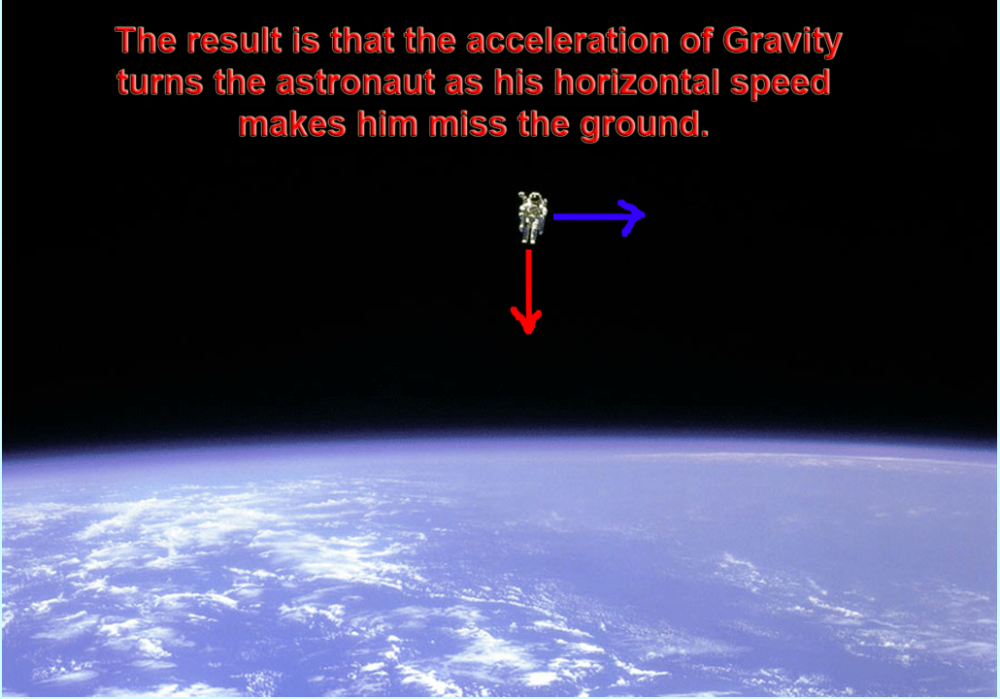 The result is that the acceleration of Gravity
turns the astronaut as his horizontal speed
makes him miss the ground.